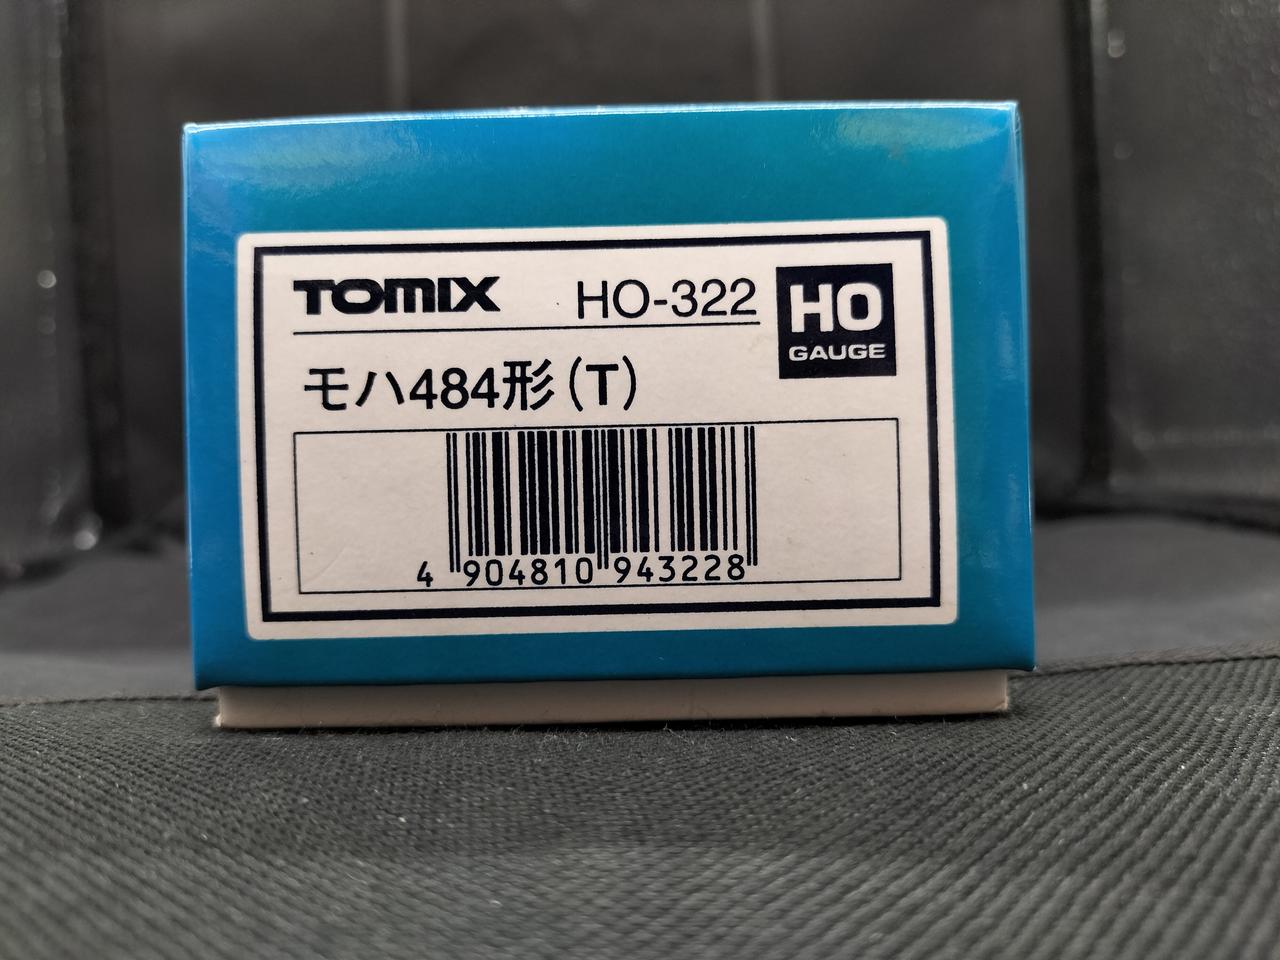 TOMIX HO-322
HO
GAUGE
モハ484形(T)
4 904810 943228